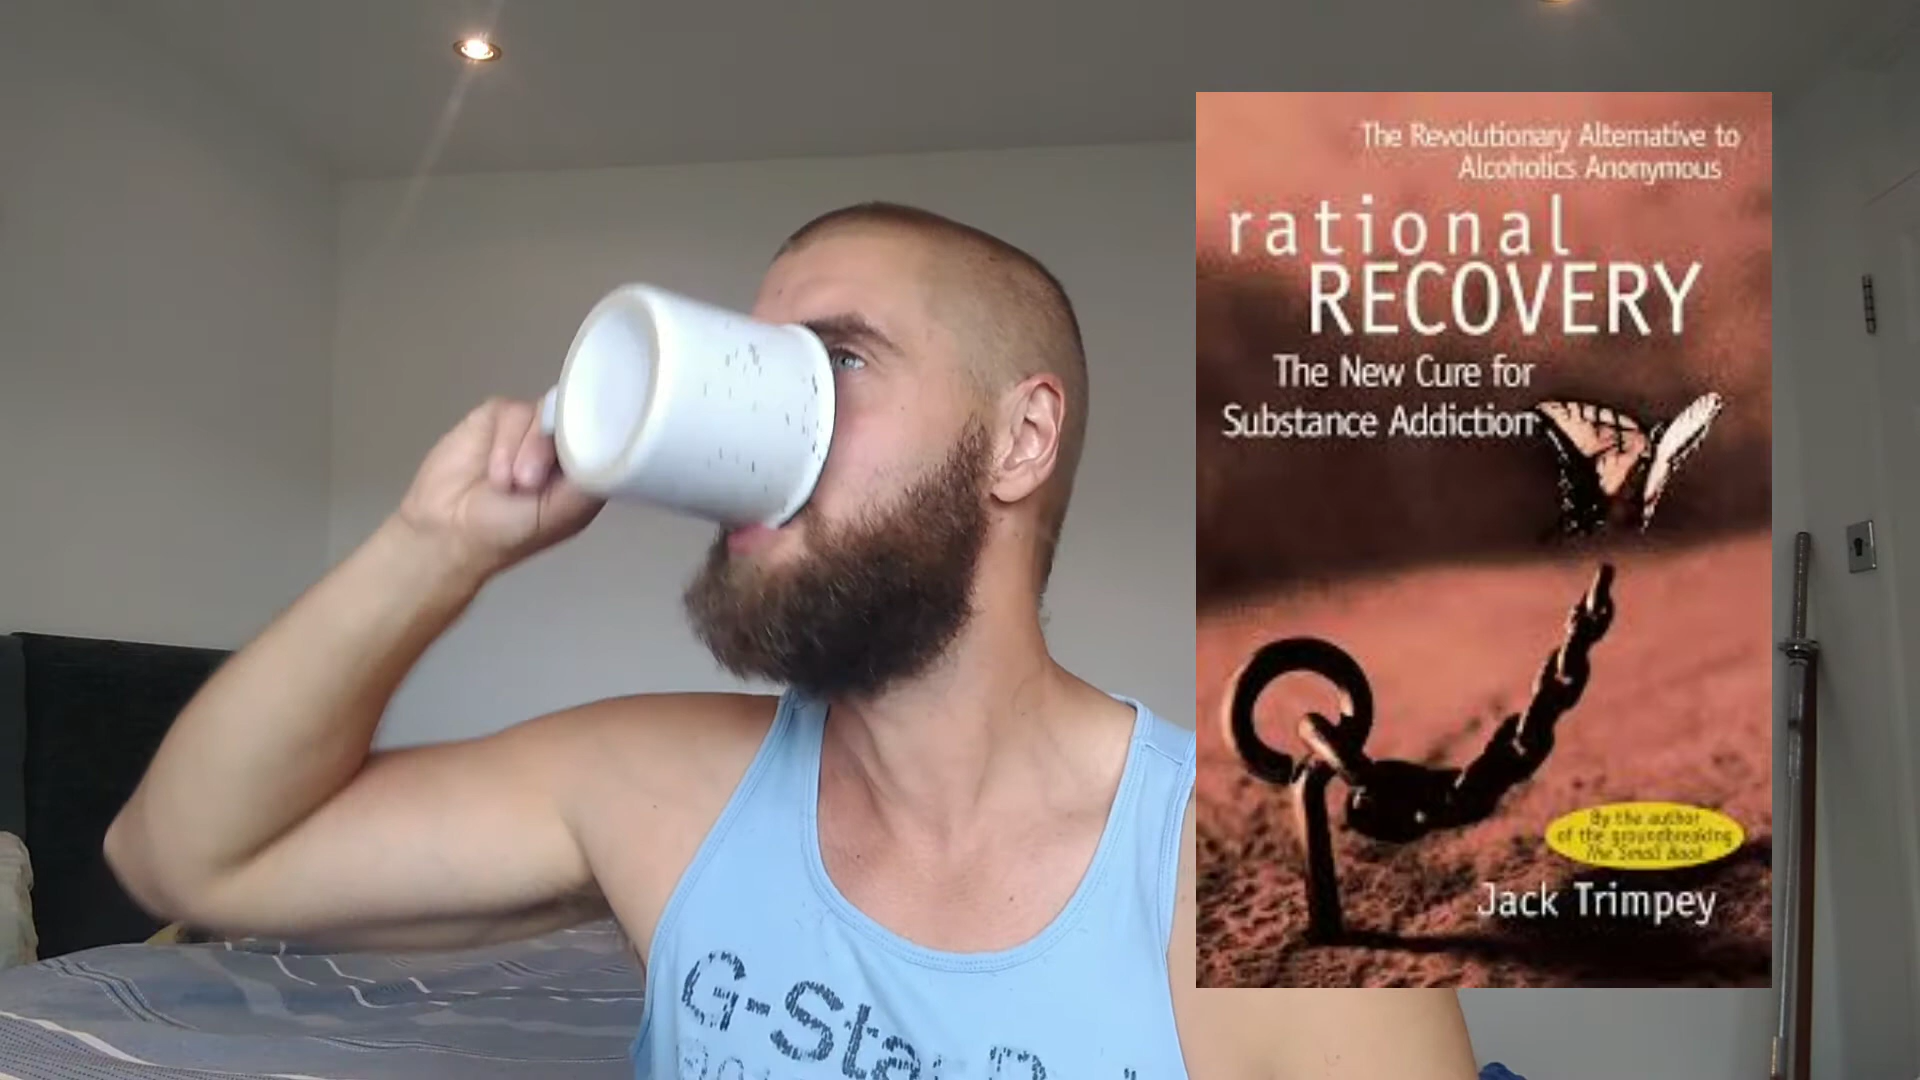 The Revolutionary Alternative to
Alcoholics Anonymous
rational
RECOVERY
The New Cure for
Substance Addiction
By the author
of the groundbreaking
The Small Book
Jack Trimpey
G-Star